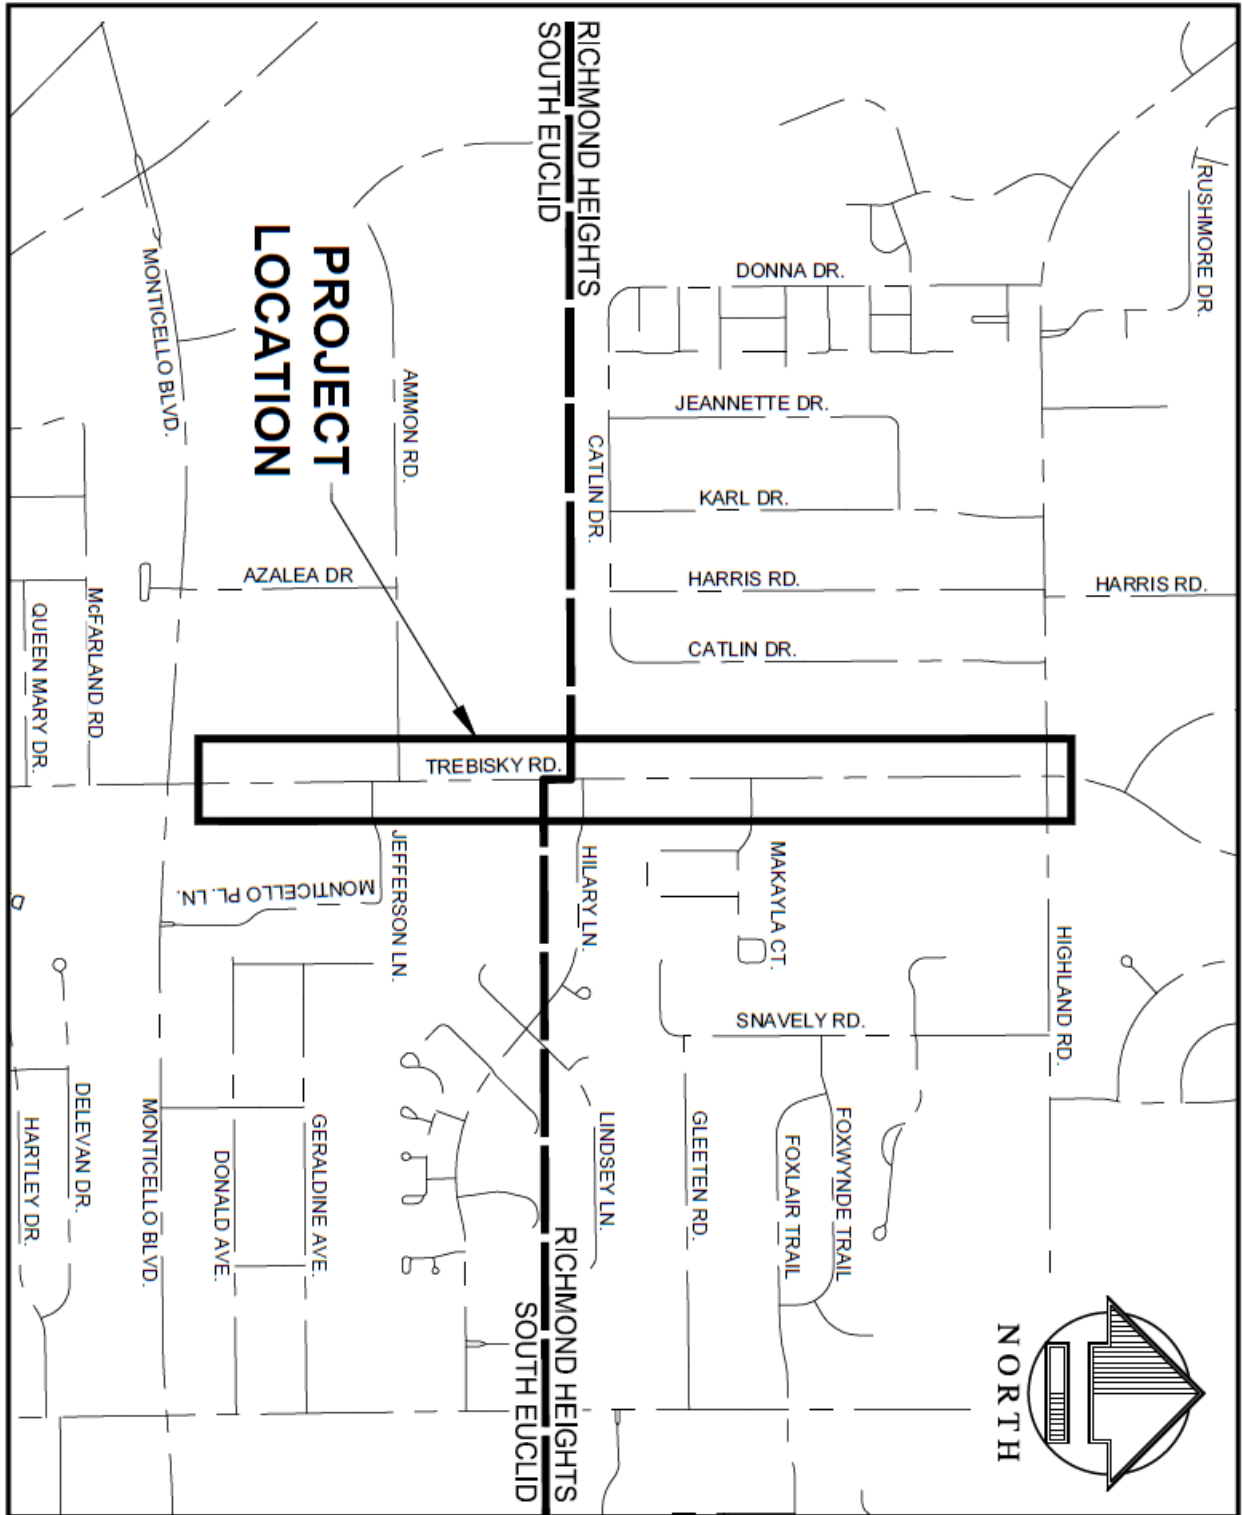 RICHMOND HEIGHTS
SOUTH EUCLID
RUSHMORE DR.
DONNA DR.
MONTICELLO BLVD.
PROJECT
LOCATION
AMMON RD.
JEANNETTE DR.
CATLIN DR.
KARL DR.
AZALEA DR
HARRIS RD.
HARRIS RD.
McFARLAND RD
QUEEN MARY DR.
CATLIN DR.
TREBISKY RD.
JEFFERSON LN.
MONTICELLO PL. LN.
HILARY LN.
MAKAYLA CT.
HIGHLAND RD.
SNAVELY RD.
DELEVAN DR.
HARTLEY DR.
MONTICELLO BLVD.
DONALD AVE.
GERALDINE AVE.
LINDSEY LN.
GLEETEN RD.
FOXLAIR TRAIL
FOXWYNDE TRAIL
RICHMOND HEIGHTS
SOUTH EUCLID
NORTH